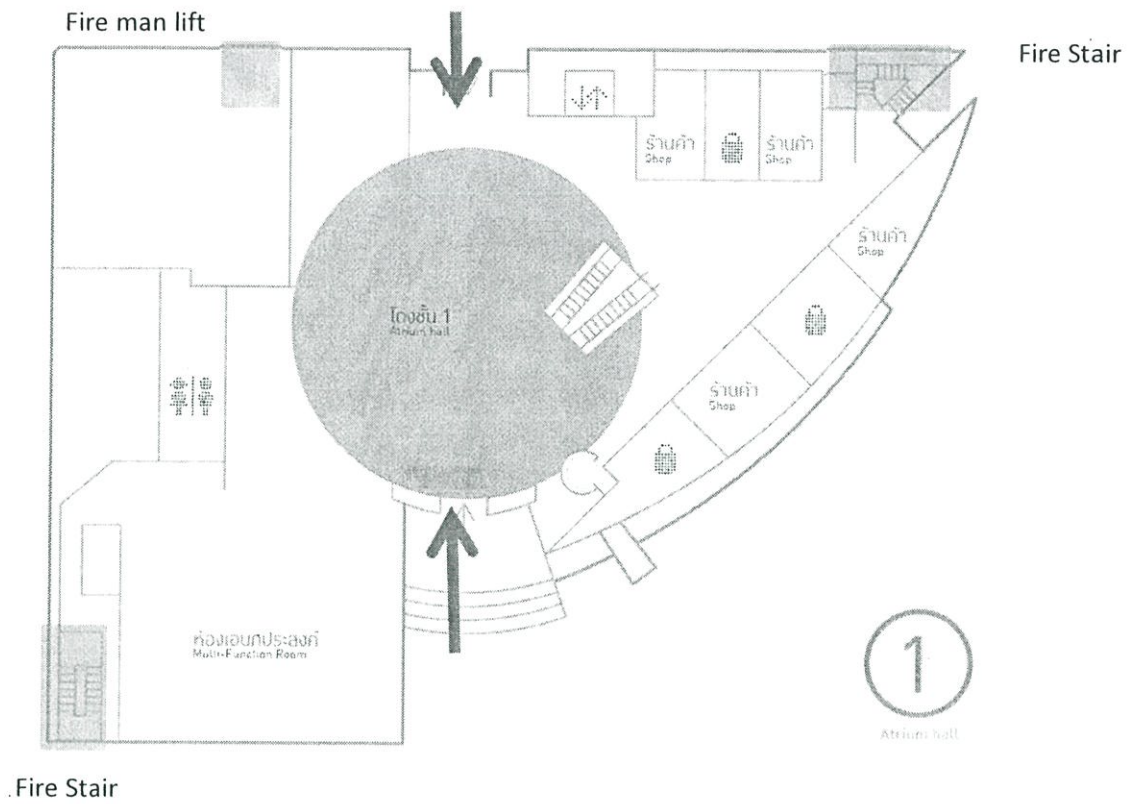 Fire man lift
Fire Stair
ร้านค้า
Shop
ร้านค้า
Shop
ร้านค้า
Shop
โถงชั้น 1
Atrium hall
ร้านค้า
Shop
ห้องเอนกประสงค์
Multi-Function Room
1
Atrium hall
.Fire Stair